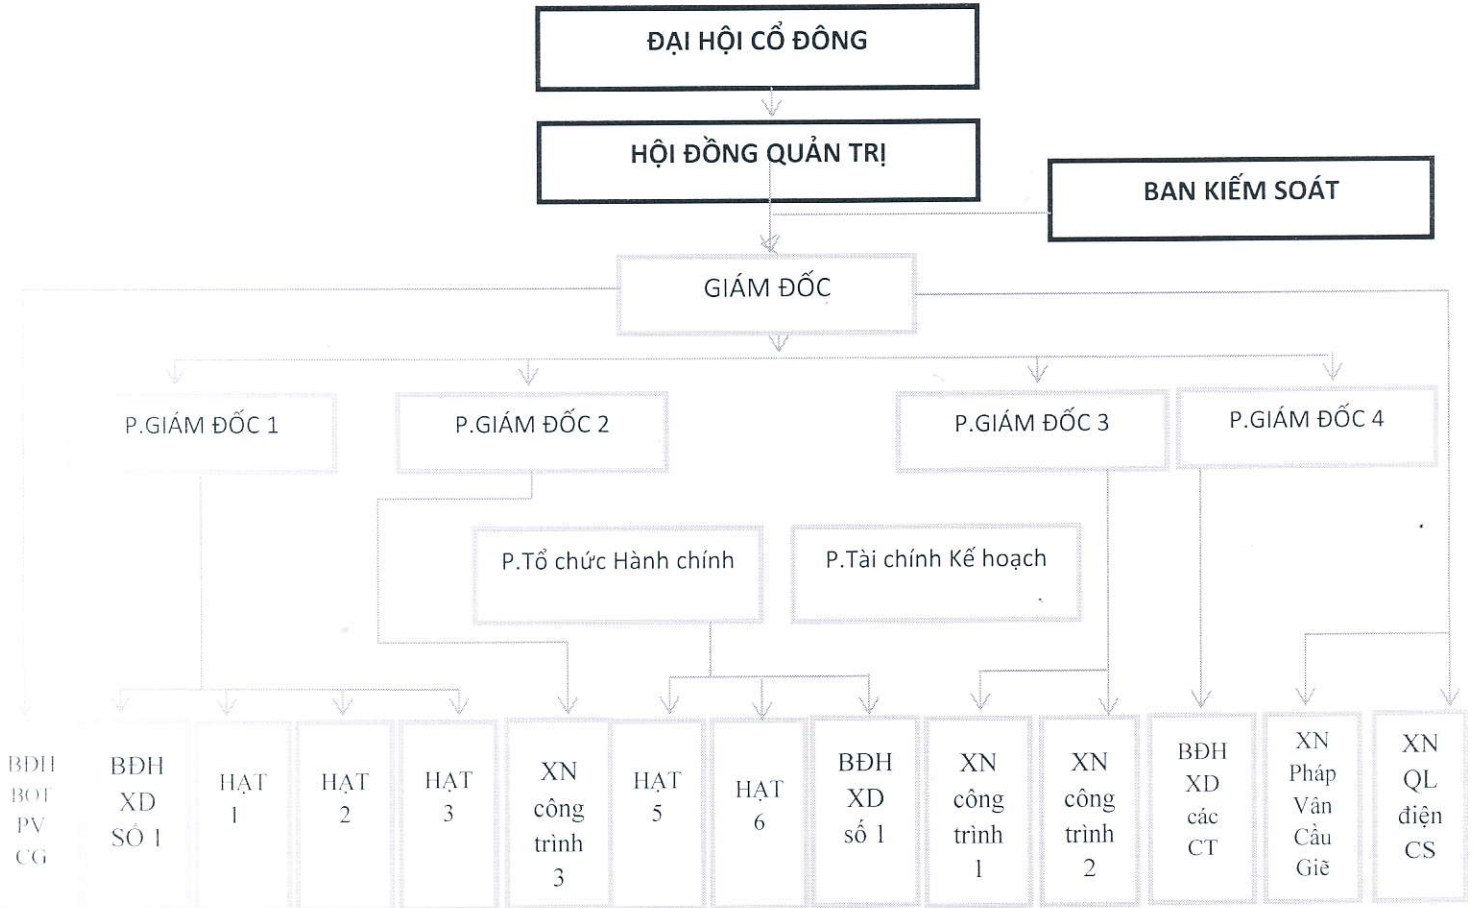 ĐẠI HỘI CỔ ĐÔNG
HỘI ĐỒNG QUẢN TRỊ
BAN KIỂM SOÁT
GIÁM ĐỐC
P.GIÁM ĐỐC 1
P.GIÁM ĐỐC 2
P.GIÁM ĐỐC 3
P.GIÁM ĐỐC 4
P.Tổ chức Hành chính
P.Tài chính Kế hoạch
BĐH
BOT
PV
CG
BĐH
XD
SỐ 1
HẠT
1
HẠT
2
HẠT
3
XN
công
trình
3
HẠT
5
HẠT
6
BĐH
XD
số 1
XN
công
trình
1
XN
công
trình
2
BĐH
XD
các
CT
XN
Pháp
Vân
Cầu
Giẽ
XN
QL
điện
CS